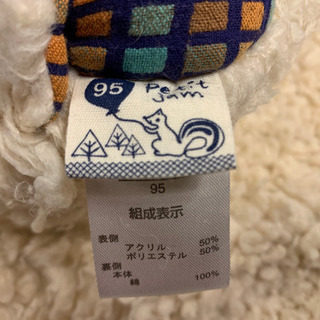 95
Petit
jam
95
組成表示
表側
アクリル 50%
ポリエステル 50%
裏側
本体
綿 100%